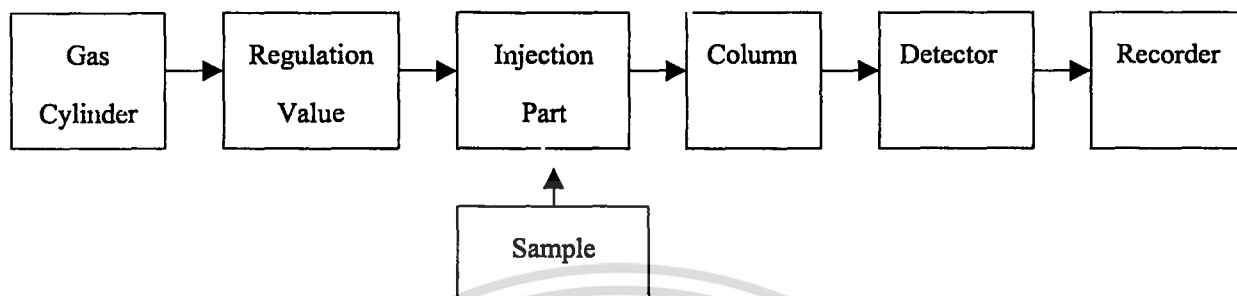 Gas
Cylinder
Regulation
Value
Injection
Part
Column
Detector
Recorder
Sample